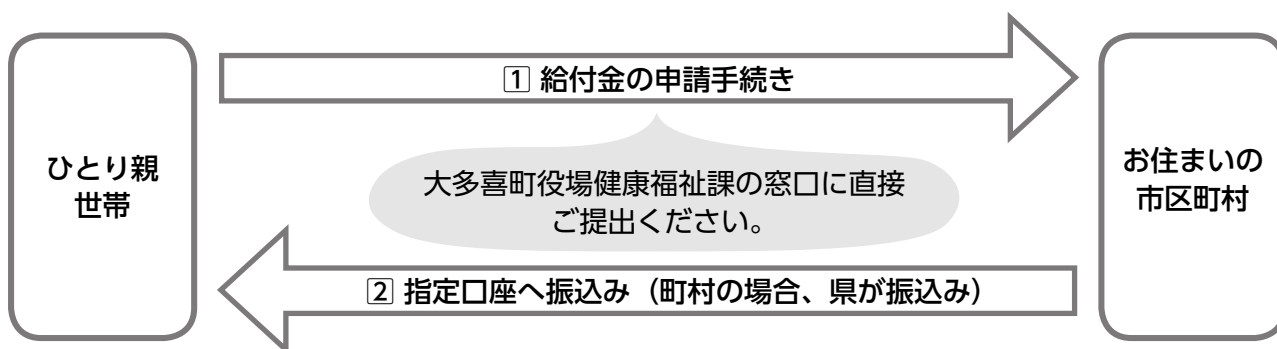 1 給付金の申請手続き
ひとり親
世帯
大多喜町役場健康福祉課の窓口に直接
ご提出ください。
お住まいの
市区町村
2 指定口座へ振込み（町村の場合、県が振込み）